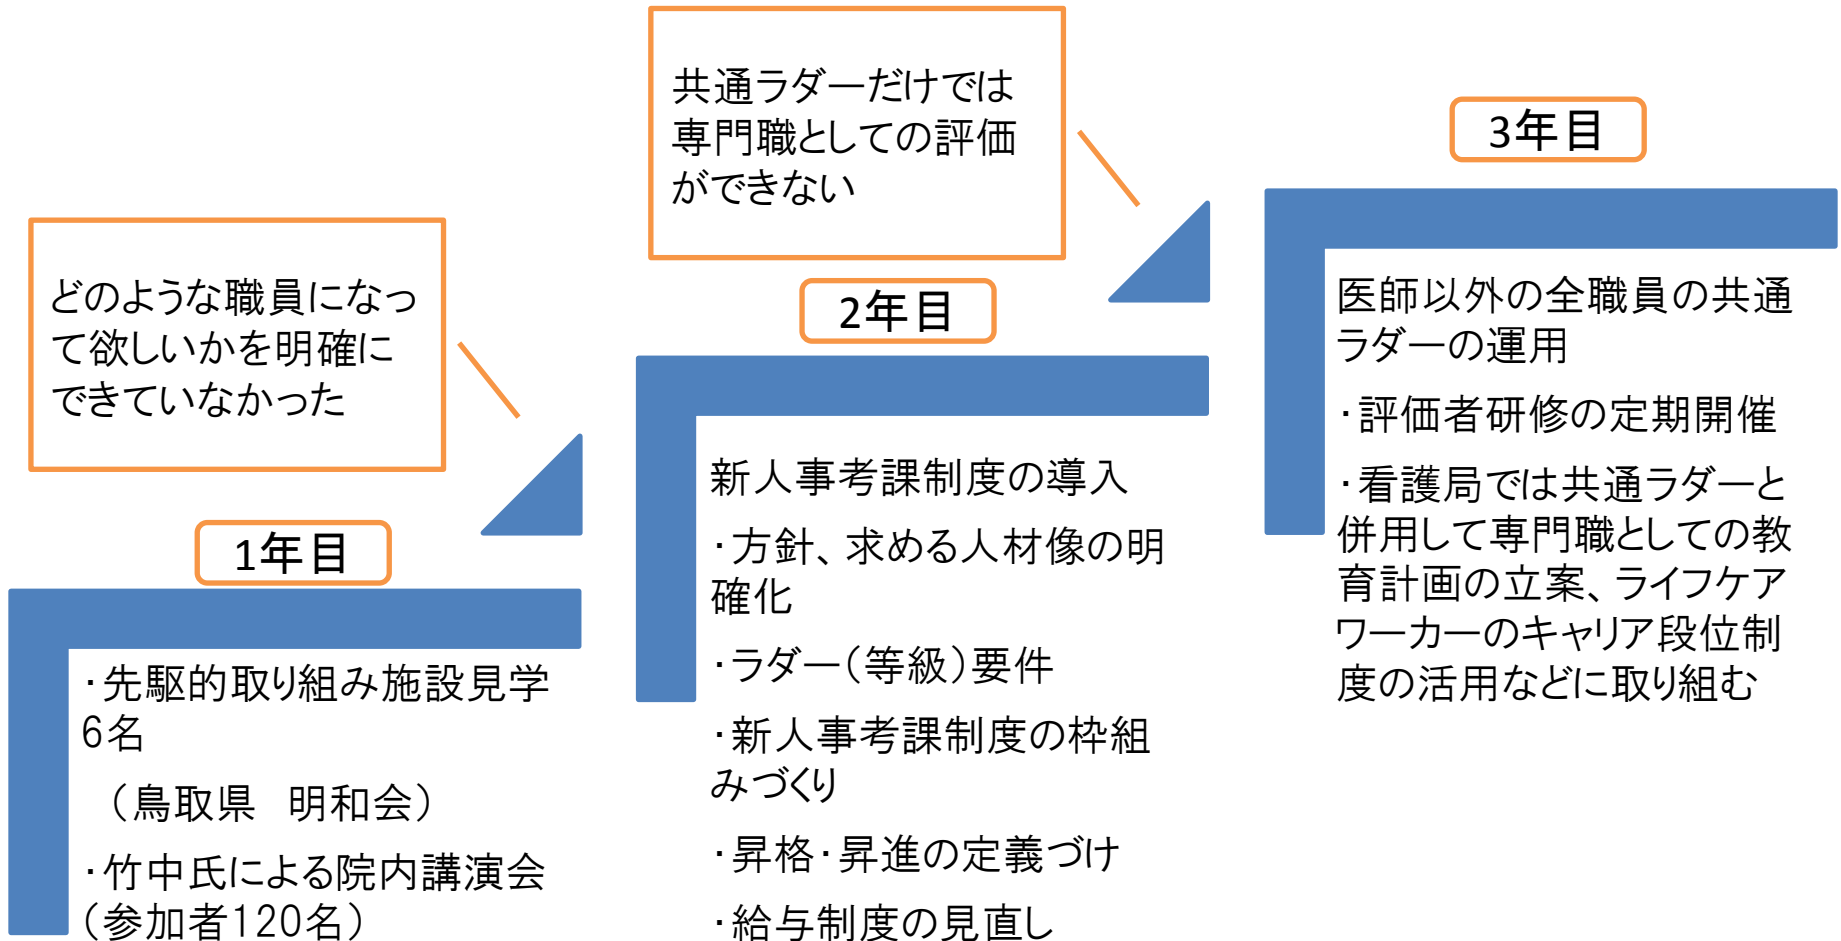 どのような職員になっ
て欲しいかを明確に
できていなかった
1年目
・先駆的取り組み施設見学
6名
（鳥取県　明和会）
・竹中氏による院内講演会
（参加者120名）
共通ラダーだけでは
専門職としての評価
ができない
2年目
新人事考課制度の導入
・方針、求める人材像の明
確化
・ラダー（等級）要件
・新人事考課制度の枠組
みづくり
・昇格・昇進の定義づけ
・給与制度の見直し
3年目
医師以外の全職員の共通
ラダーの運用
・評価者研修の定期開催
・看護局では共通ラダーと
併用して専門職としての教
育計画の立案、ライフケア
ワーカーのキャリア段位制
度の活用などに取り組む